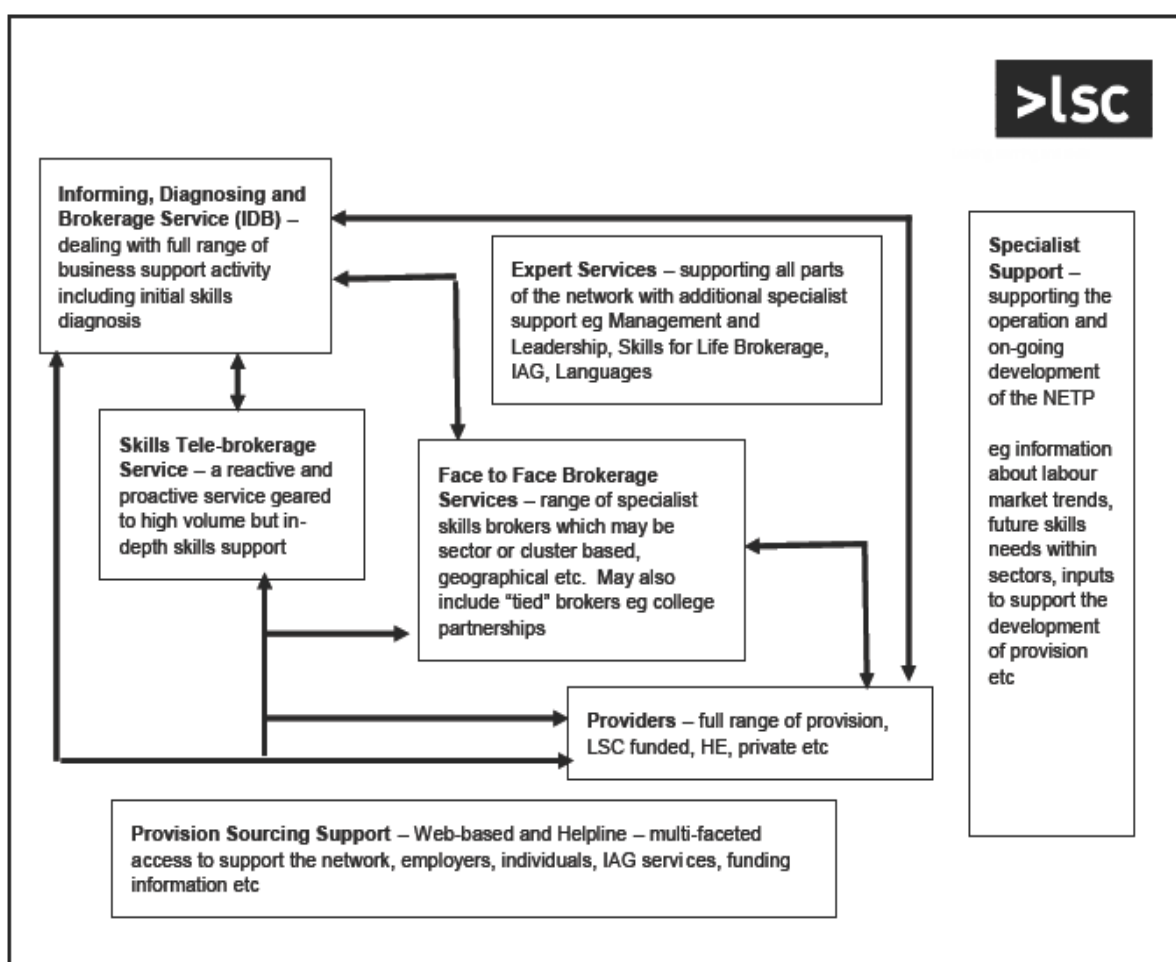 >lsc
Informing, Diagnosing and
Brokerage Service (IDB) –
dealing with full range of
business support activity
including initial skills
diagnosis
Expert Services – supporting all parts
of the network with additional specialist
support eg Management and
Leadership, Skills for Life Brokerage,
IAG, Languages
Specialist
Support –
supporting the
operation and
on-going
development
of the NETP
eg information
about labour
market trends,
future skills
needs within
sectors, inputs
to support the
development
of provision
etc
Skills Tele-brokerage
Service – a reactive and
proactive service geared
to high volume but in-
depth skills support
Face to Face Brokerage
Services – range of specialist
skills brokers which may be
sector or cluster based,
geographical etc. May also
include “tied” brokers eg college
partnerships
Providers – full range of provision,
LSC funded, HE, private etc
Provision Sourcing Support – Web-based and Helpline – multi-faceted
access to support the network, employers, individuals, IAG services, funding
information etc